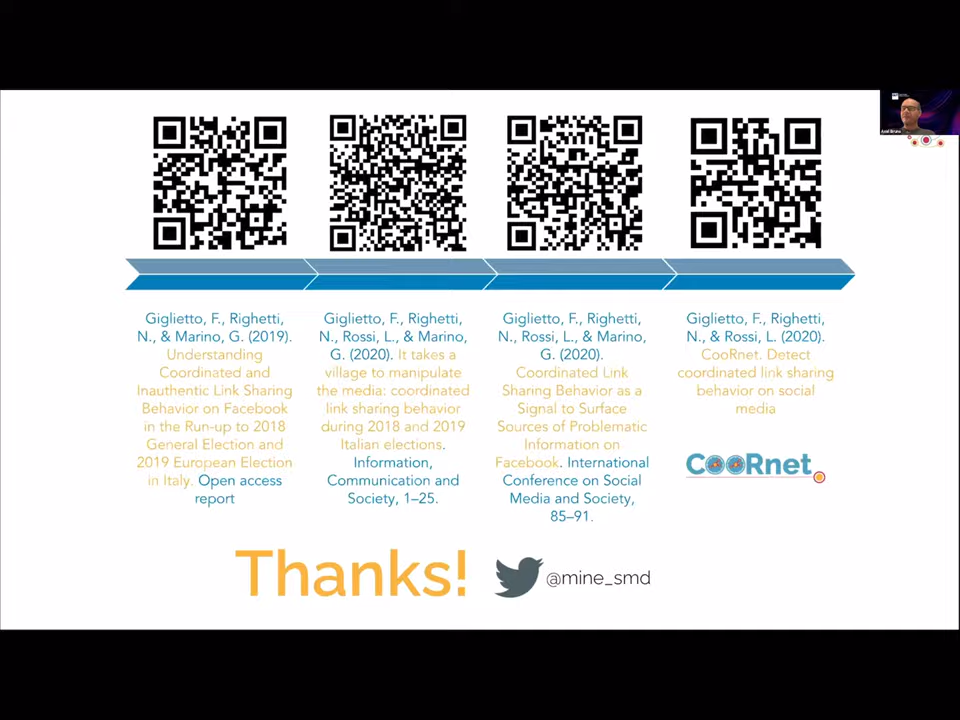 Giglietto, F., Righetti,
N., & Marino, G. (2019).
Understanding
Coordinated and
Inauthentic Link Sharing
Behavior on Facebook
in the Run-up to 2018
General Election and
2019 European Election
in Italy. Open access
report
Giglietto, F., Righetti,
N., Rossi, L., & Marino,
G. (2020). It takes a
village to manipulate
the media: coordinated
link sharing behavior
during 2018 and 2019
Italian elections.
Information,
Communication and
Society, 1–25.
Giglietto, F., Righetti,
N., Rossi, L., & Marino,
G. (2020).
Coordinated Link
Sharing Behavior as a
Signal to Surface
Sources of Problematic
Information on
Facebook. International
Conference on Social
Media and Society,
85–91.
Giglietto, F., Righetti,
N., & Rossi, L. (2020).
CooRnet. Detect
coordinated link sharing
behavior on social
media
CooRnet
Thanks!
@mine_smd
Axel Bruns